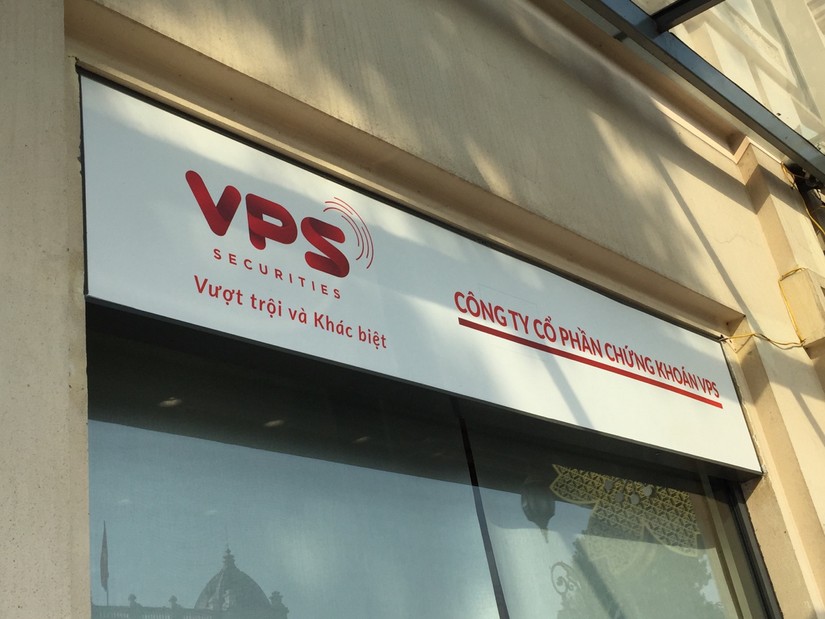 VPS
SECURITIES
Vượt trội và Khác biệt
CÔNG TY CỔ PHẦN CHỨNG KHOÁN VPS